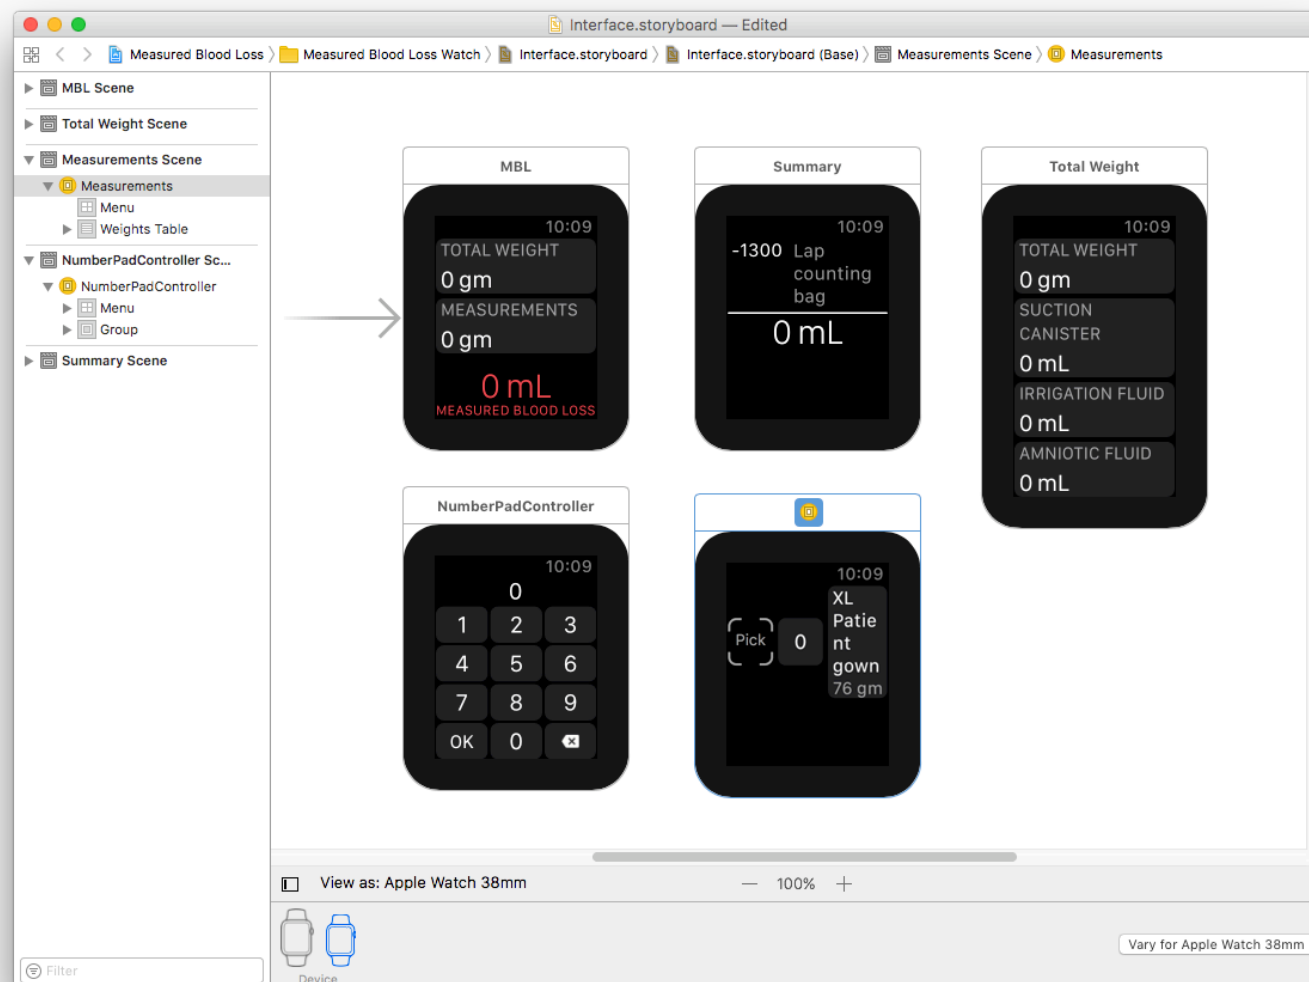 Interface.storyboard — Edited
Measured Blood Loss
Measured Blood Loss Watch
Interface.storyboard
Interface.storyboard (Base)
Measurements Scene
Measurements
MBL Scene
Total Weight Scene
Measurements Scene
Measurements
Menu
Weights Table
NumberPadController Sc...
NumberPadController
Menu
Group
Summary Scene
Filter
MBL
10:09
TOTAL WEIGHT
0 gm
MEASUREMENTS
0 gm
0 mL
MEASURED BLOOD LOSS
Summary
10:09
-1300 Lap
counting
bag
0 mL
Total Weight
10:09
TOTAL WEIGHT
0 gm
SUCTION
CANISTER
0 mL
IRRIGATION FLUID
0 mL
AMNIOTIC FLUID
0 mL
NumberPadController
10:09
0
1 2 3
4 5 6
7 8 9
OK 0
10:09
Pick
0
XL
Patie
nt
gown
76 gm
View as: Apple Watch 38mm
— 100% +
Device
Vary for Apple Watch 38mm